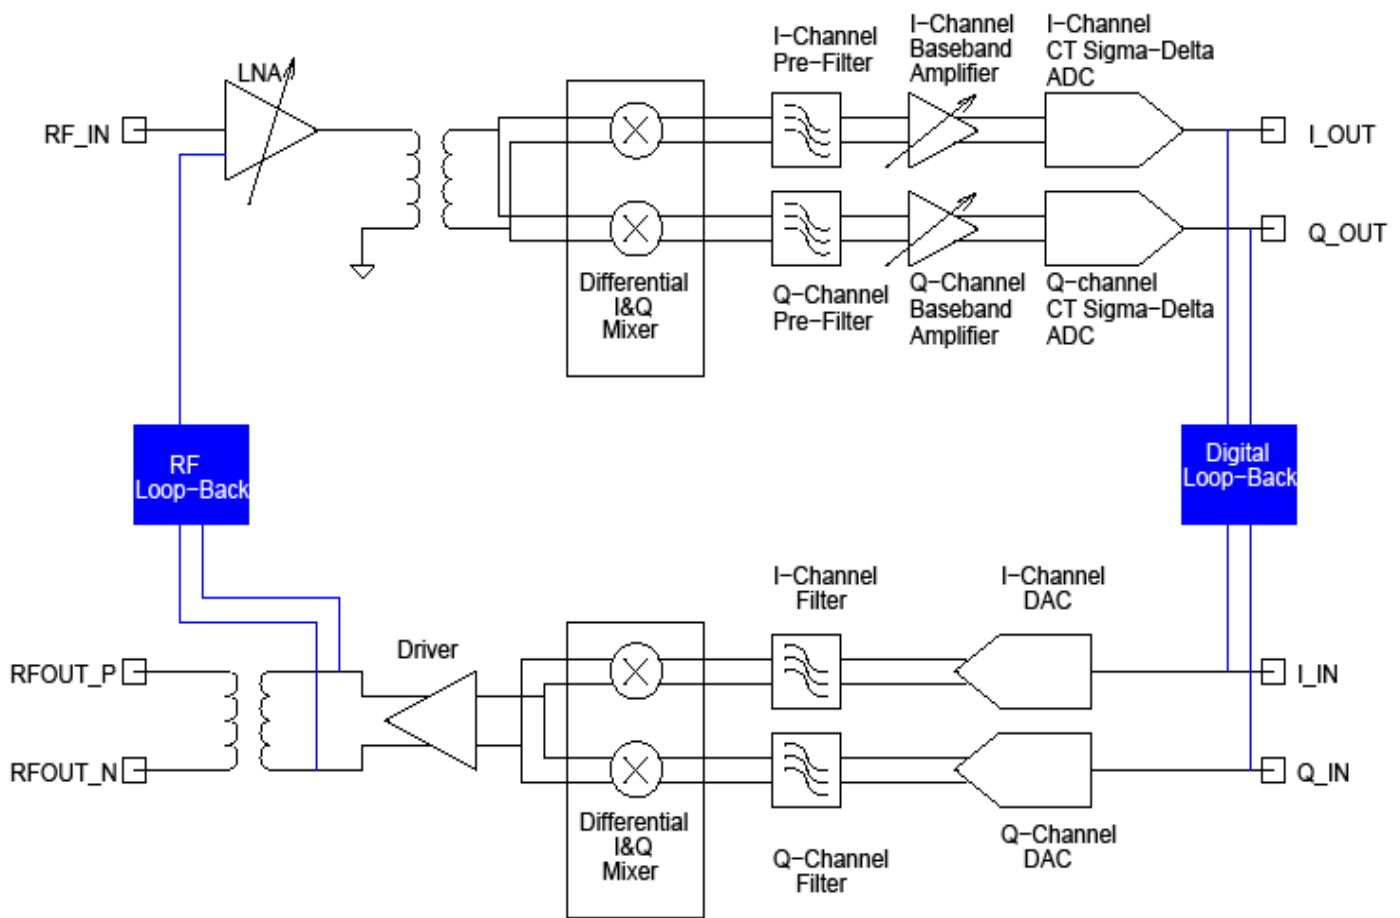 I-Channel
Pre-Filter
I-Channel
Baseband
Amplifier
I-Channel
CT Sigma-Delta
ADC
LNA
RF_IN
I_OUT
Q_OUT
Differential
I&Q
Mixer
Q-Channel
Pre-Filter
Q-Channel
Baseband
Amplifier
Q-channel
CT Sigma-Delta
ADC
RF
Loop-Back
Digital
Loop-Back
I-Channel
Filter
I-Channel
DAC
Driver
RFOUT_P
I_IN
RFOUT_N
Q_IN
Differential
I&Q
Mixer
Q-Channel
Filter
Q-Channel
DAC